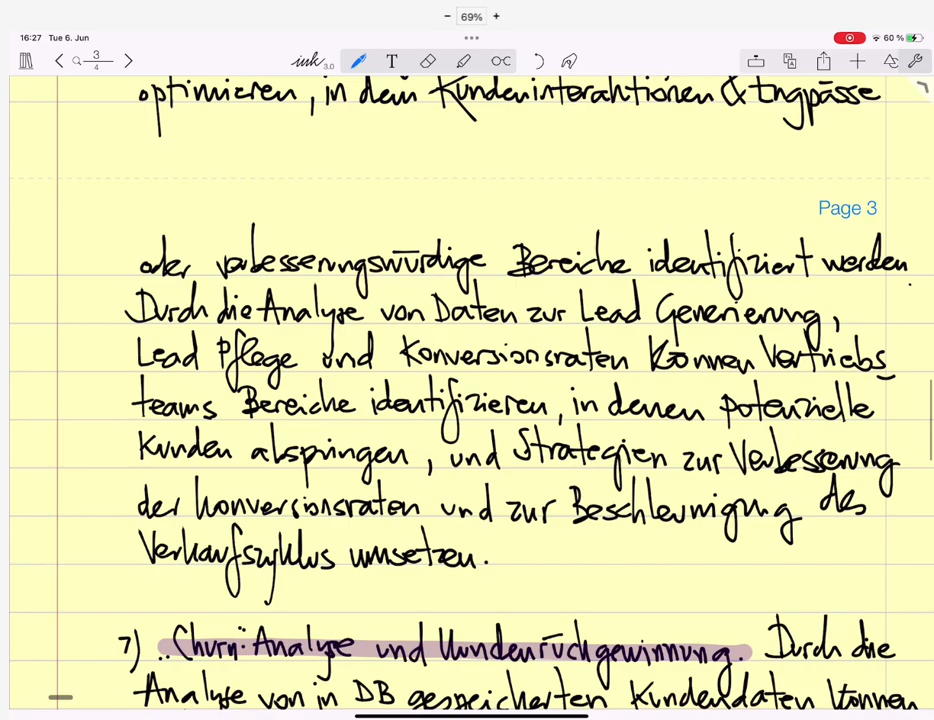 − 69% +
16:27 Tue 6. Jun 60 %
3
4
ink 3.0 T
optimieren, in dem Kundeninteraktionen & Engpässe
Page 3
oder verbesserungswürdige Bereiche identifiziert werden.
Durch die Analyse von Daten zur Lead Generierung,
Lead Pflege und Konversionsraten können Vertriebs
teams Bereiche identifizieren, in denen potenzielle
Kunden abspringen, und Strategien zur Verbesserung
der Konversionsraten und zur Beschleunigung des
Verkaufszyklus umsetzen.
7) "Churn"-Analyse und Kundenrückgewinnung. Durch die
Analyse von in DB gespeicherten Kundendaten können